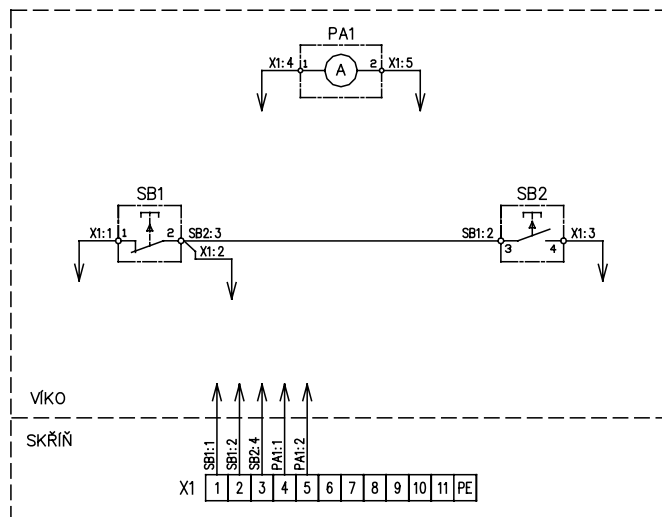 PA1
X1:4 1 A 2 X1:5
SB1
SB2
X1:1 1 2 SB2:3
X1:2
SB1:2 3 4 X1:3
VÍKO
SKŘÍŇ
SB1:1
SB1:2
SB2:4
PA1:1
PA1:2
X1 1 2 3 4 5 6 7 8 9 10 11 PE